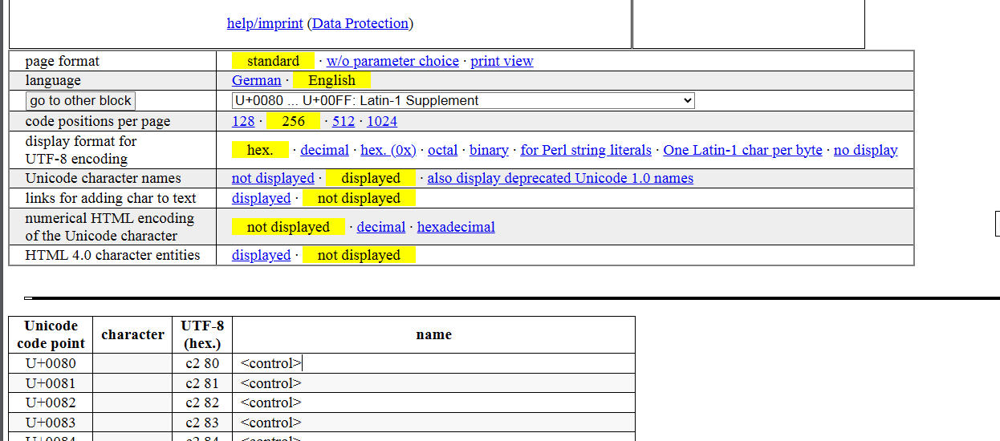 help/imprint (Data Protection)
page format standard · w/o parameter choice · print view
language German · English
go to other block U+0080 ... U+00FF: Latin-1 Supplement
code positions per page 128 · 256 · 512 · 1024
display format for
UTF-8 encoding hex. · decimal · hex. (0x) · octal · binary · for Perl string literals · One Latin-1 char per byte · no display
Unicode character names not displayed · displayed · also display deprecated Unicode 1.0 names
links for adding char to text displayed · not displayed
numerical HTML encoding
of the Unicode character not displayed · decimal · hexadecimal
HTML 4.0 character entities displayed · not displayed
Unicode
code point character UTF-8
(hex.) name
U+0080 c2 80 <control>
U+0081 c2 81 <control>
U+0082 c2 82 <control>
U+0083 c2 83 <control>
U+0084 c2 84 <control>